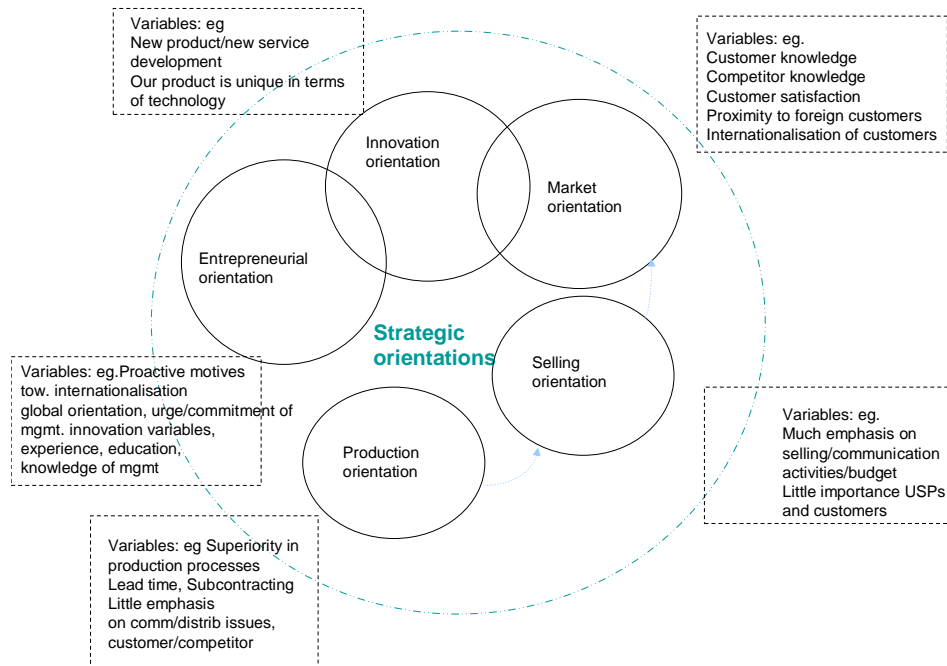 Variables: eg
New product/new service
development
Our product is unique in terms
of technology
Variables: eg.
Customer knowledge
Competitor knowledge
Customer satisfaction
Proximity to foreign customers
Internationalisation of customers
Innovation
orientation
Market
orientation
Entrepreneurial
orientation
Strategic
orientations
Selling
orientation
Production
orientation
Variables: eg.Proactive motives
tow. internationalisation
global orientation, urge/commitment of
mgmt. innovation variables,
experience, education,
knowledge of mgmt
Variables: eg.
Much emphasis on
selling/communication
activities/budget
Little importance USPs
and customers
Variables: eg Superiority in
production processes
Lead time, Subcontracting
Little emphasis
on comm/distrib issues,
customer/competitor